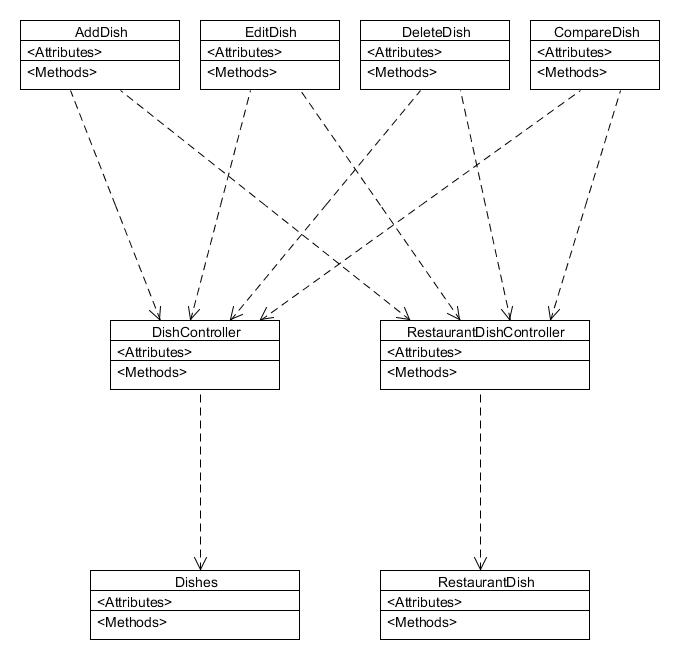 AddDish
<Attributes>
<Methods>
EditDish
<Attributes>
<Methods>
DeleteDish
<Attributes>
<Methods>
CompareDish
<Attributes>
<Methods>
DishController
<Attributes>
<Methods>
RestaurantDishController
<Attributes>
<Methods>
Dishes
<Attributes>
<Methods>
RestaurantDish
<Attributes>
<Methods>